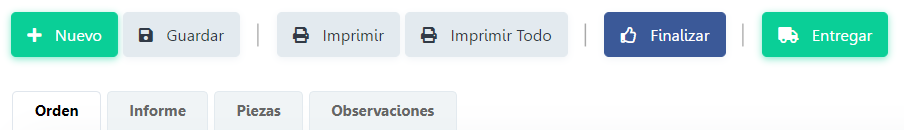 Nuevo Guardar Imprimir Imprimir Todo Finalizar Entregar
Orden Informe Piezas Observaciones